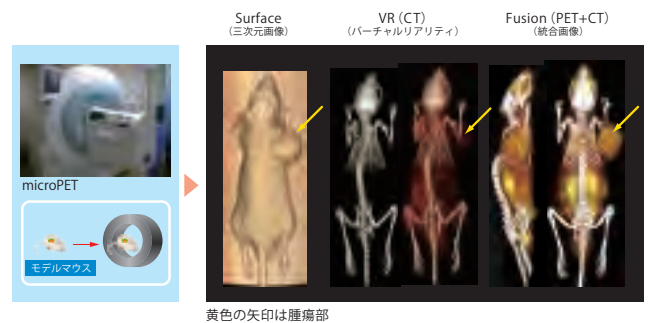 Surface
（三次元画像）
VR（CT）
（バーチャルリアリティ）
Fusion（PET+CT）
（統合画像）
microPET
モデルマウス
黄色の矢印は腫瘍部